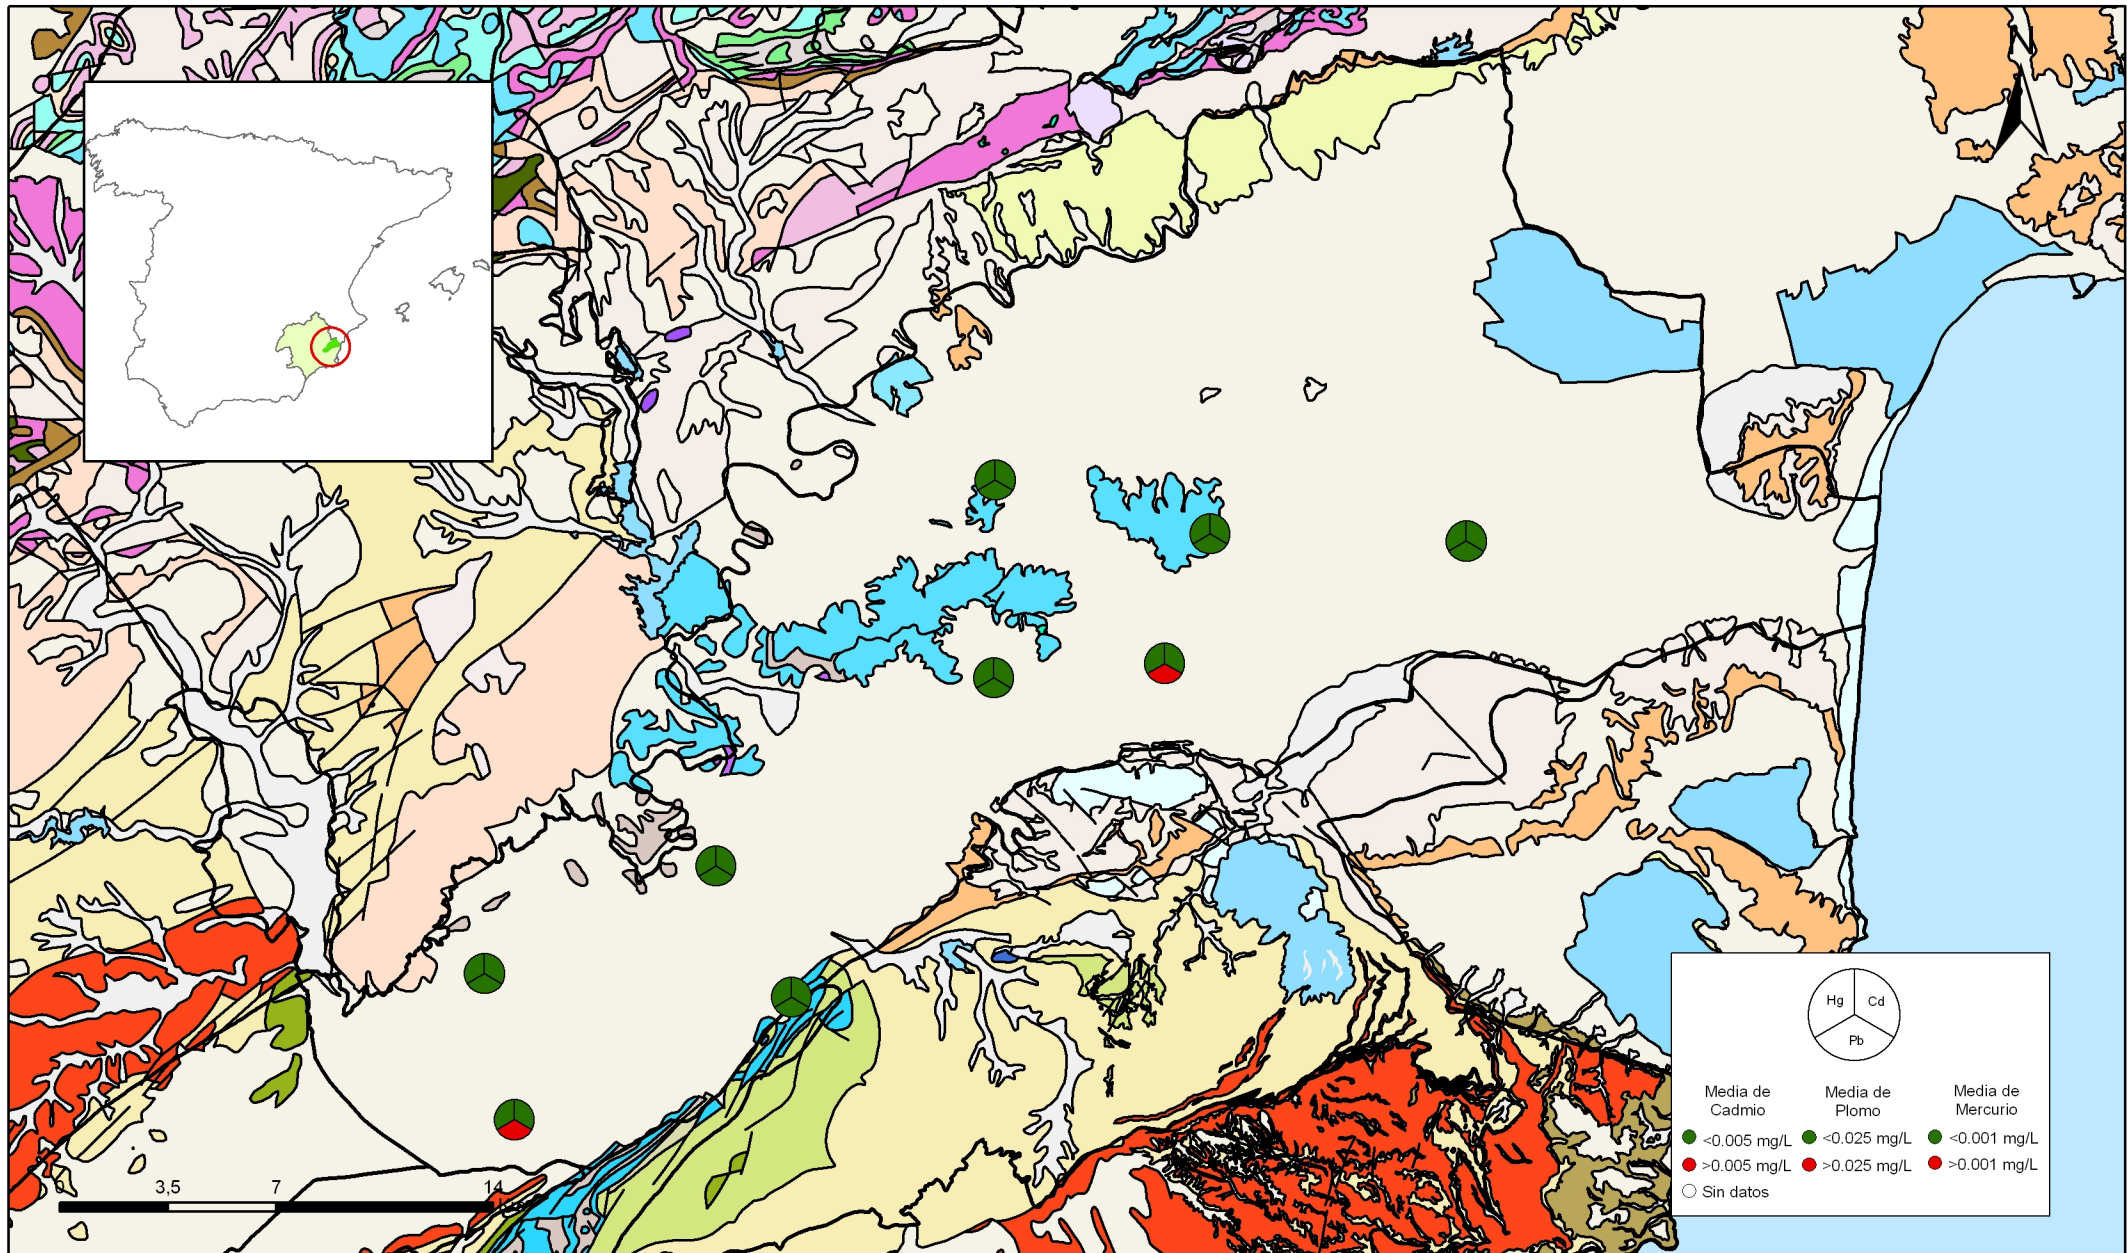 N
Hg
Cd
Pb
Media de Cadmio
Media de Plomo
Media de Mercurio
<0.005 mg/L
<0.025 mg/L
<0.001 mg/L
>0.005 mg/L
>0.025 mg/L
>0.001 mg/L
Sin datos
0
3,5
7
14